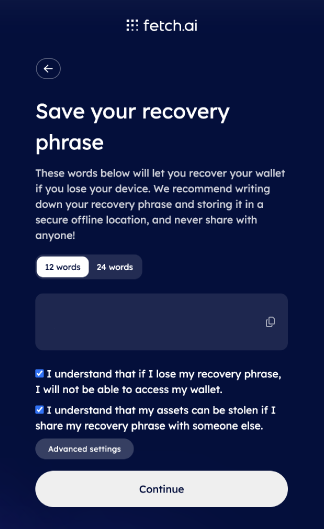 fetch.ai
Save your recovery
phrase
These words below will let you recover your wallet
if you lose your device. We recommend writing
down your recovery phrase and storing it in a
secure offline location, and never share with
anyone!
12 words 24 words
I understand that if I lose my recovery phrase,
I will not be able to access my wallet.
I understand that my assets can be stolen if I
share my recovery phrase with someone else.
Advanced settings
Continue